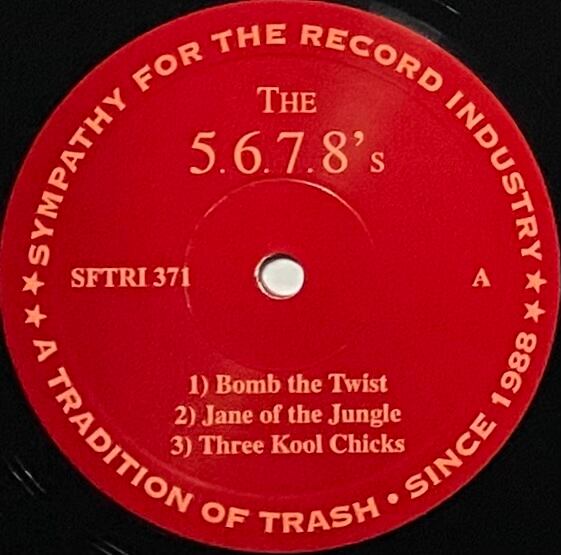 ★ SYMPATHY FOR THE RECORD INDUSTRY ★
THE
5.6.7.8's
SFTRI 371
A
1) Bomb the Twist
2) Jane of the Jungle
3) Three Kool Chicks
★ A TRADITION OF TRASH • SINCE 1988 ★